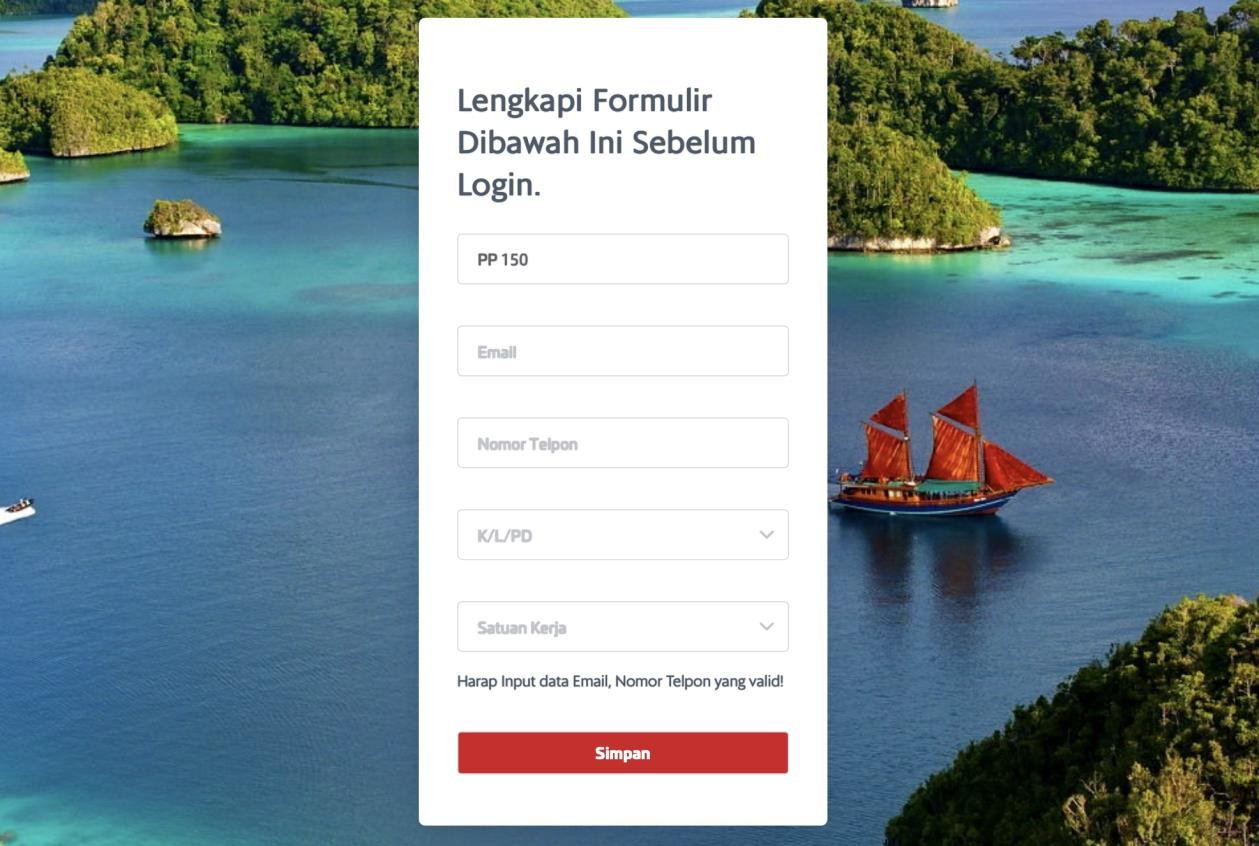 Lengkapi Formulir
Dibawah Ini Sebelum
Login.
PP 150
Email
Nomor Telpon
K/L/PD
Satuan Kerja
Harap Input data Email, Nomor Telpon yang valid!
Simpan